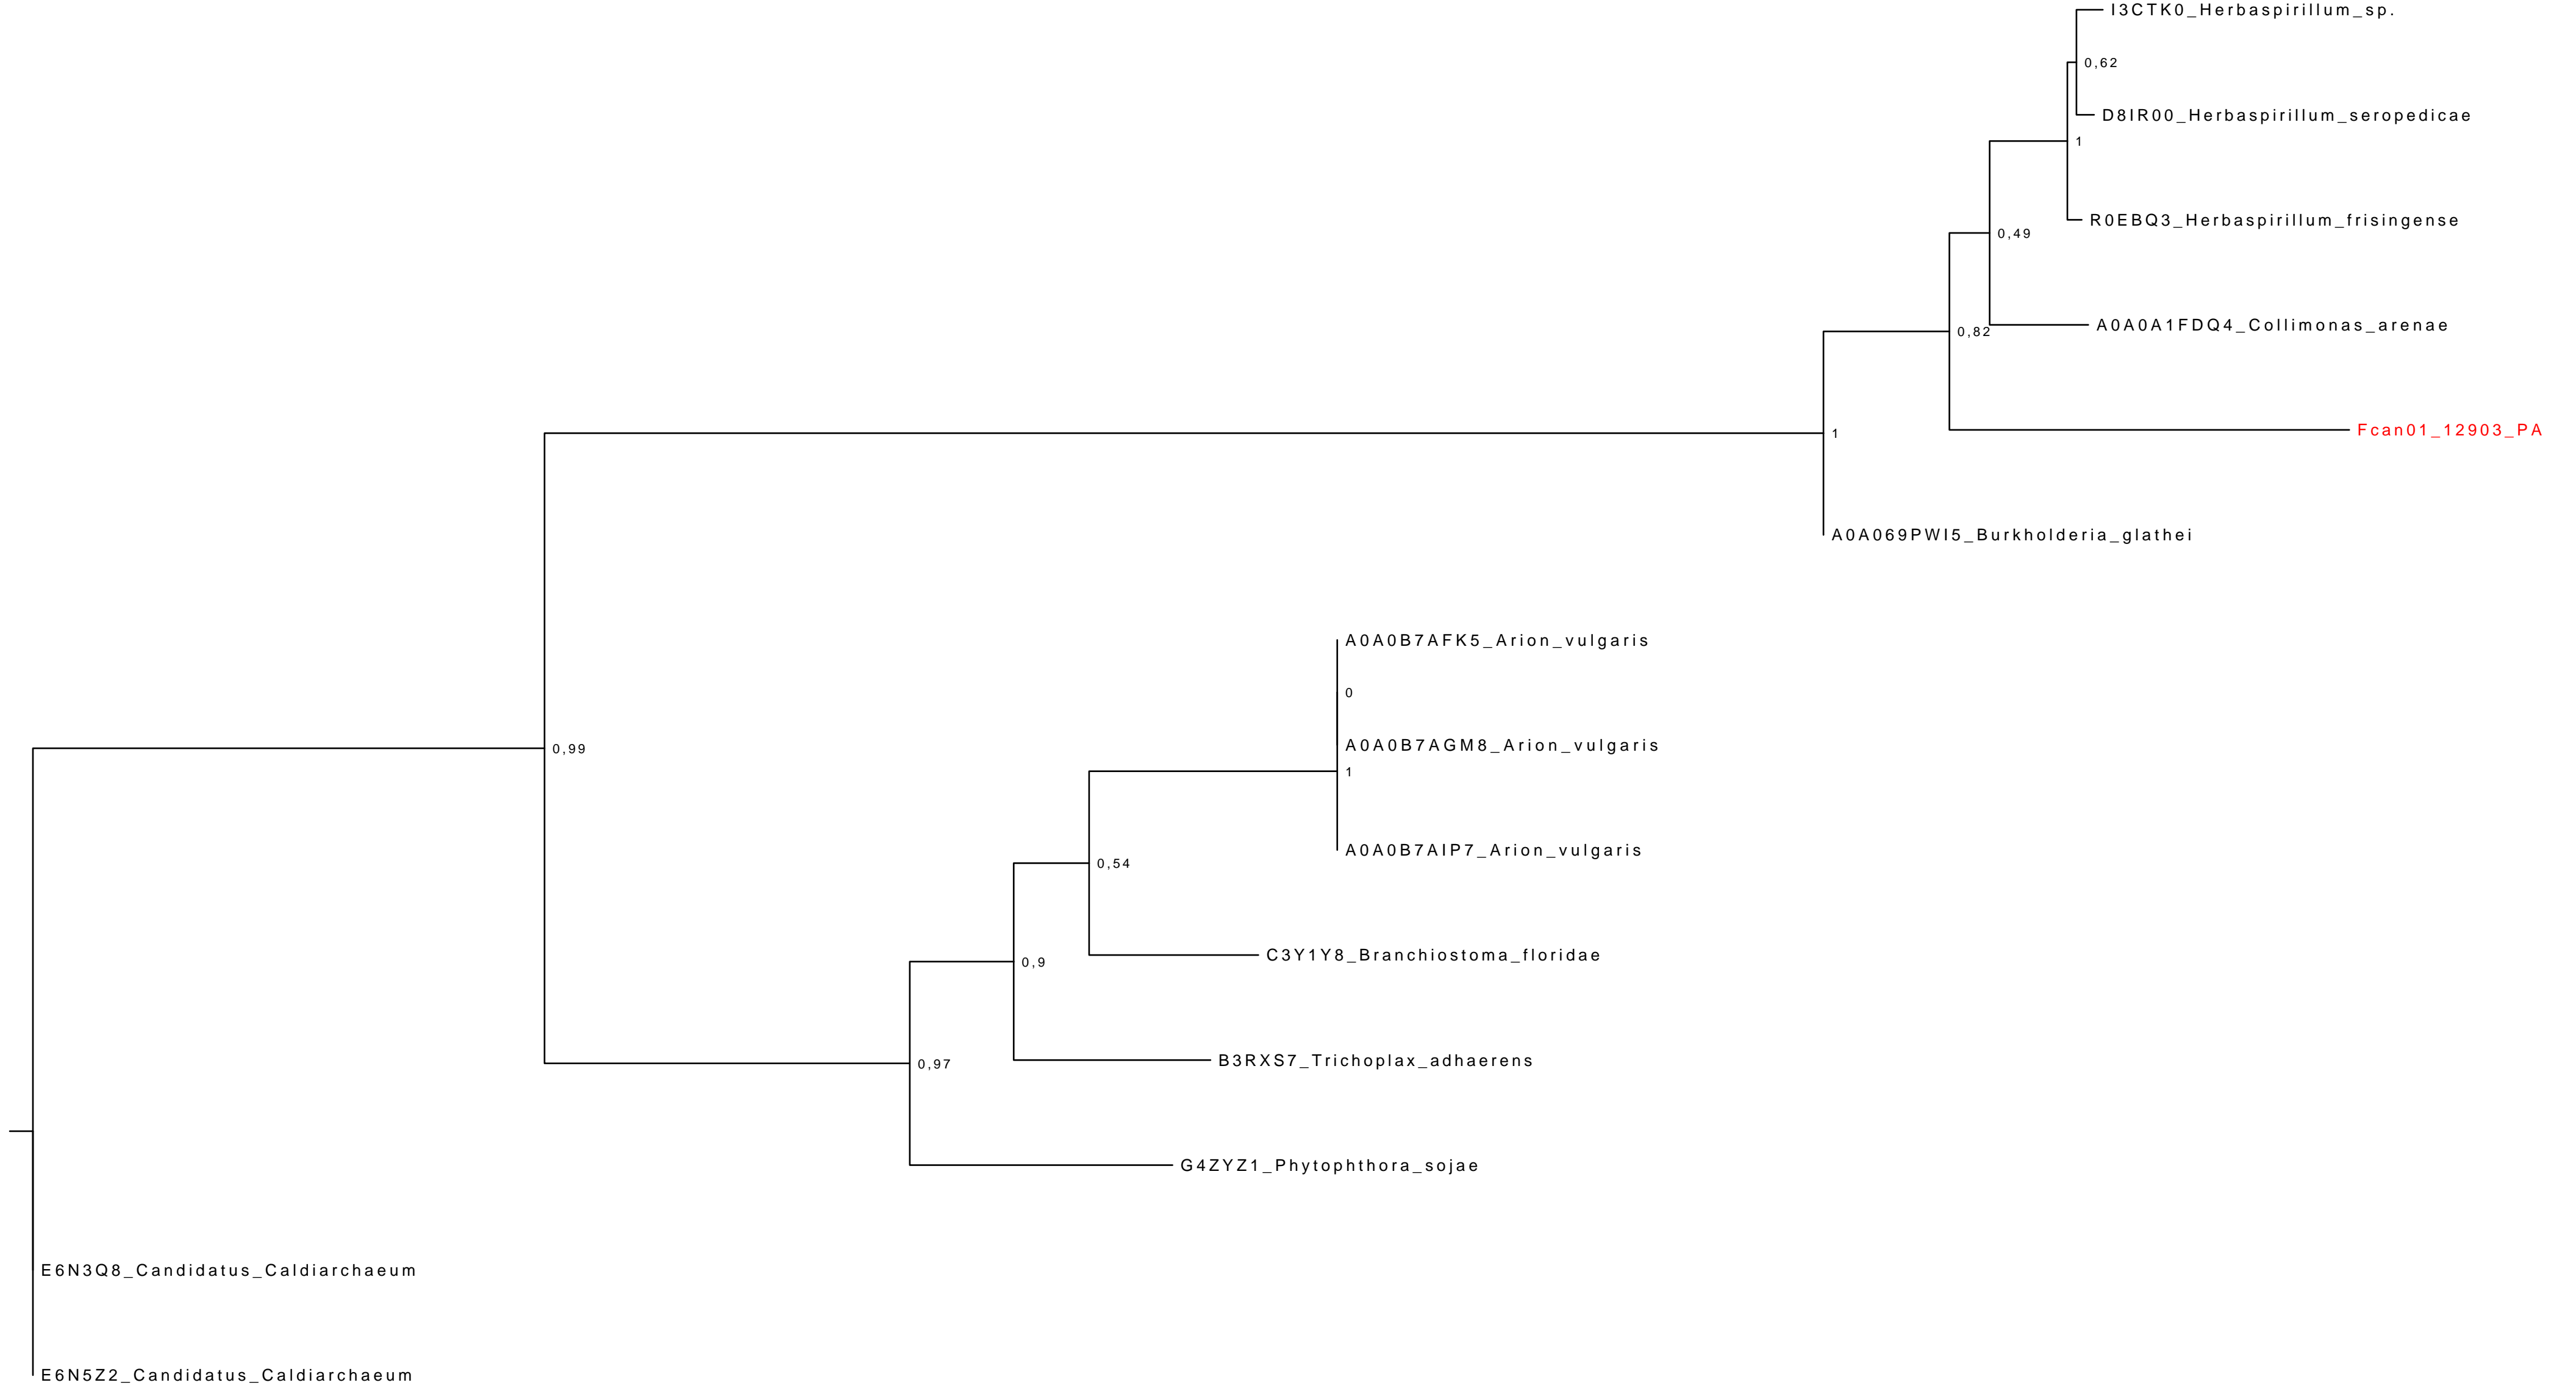 I3CTK0_Herbaspirillum_sp.
0,62
D8IR00_Herbaspirillum_seropedicae
1
R0EBQ3_Herbaspirillum_frisingense
0,49
A0A0A1FDQ4_Collimonas_arenae
0,82
Fcan01_12903_PA
1
A0A069PWI5_Burkholderia_glathei
A0A0B7AFK5_Arion_vulgaris
0
A0A0B7AGM8_Arion_vulgaris
0,99
1
A0A0B7AIP7_Arion_vulgaris
0,54
C3Y1Y8_Branchiostoma_floridae
0,9
B3RXS7_Trichoplax_adhaerens
0,97
G4ZYZ1_Phytophthora_sojae
E6N3Q8_Candidatus_Caldiarchaeum
E6N5Z2_Candidatus_Caldiarchaeum